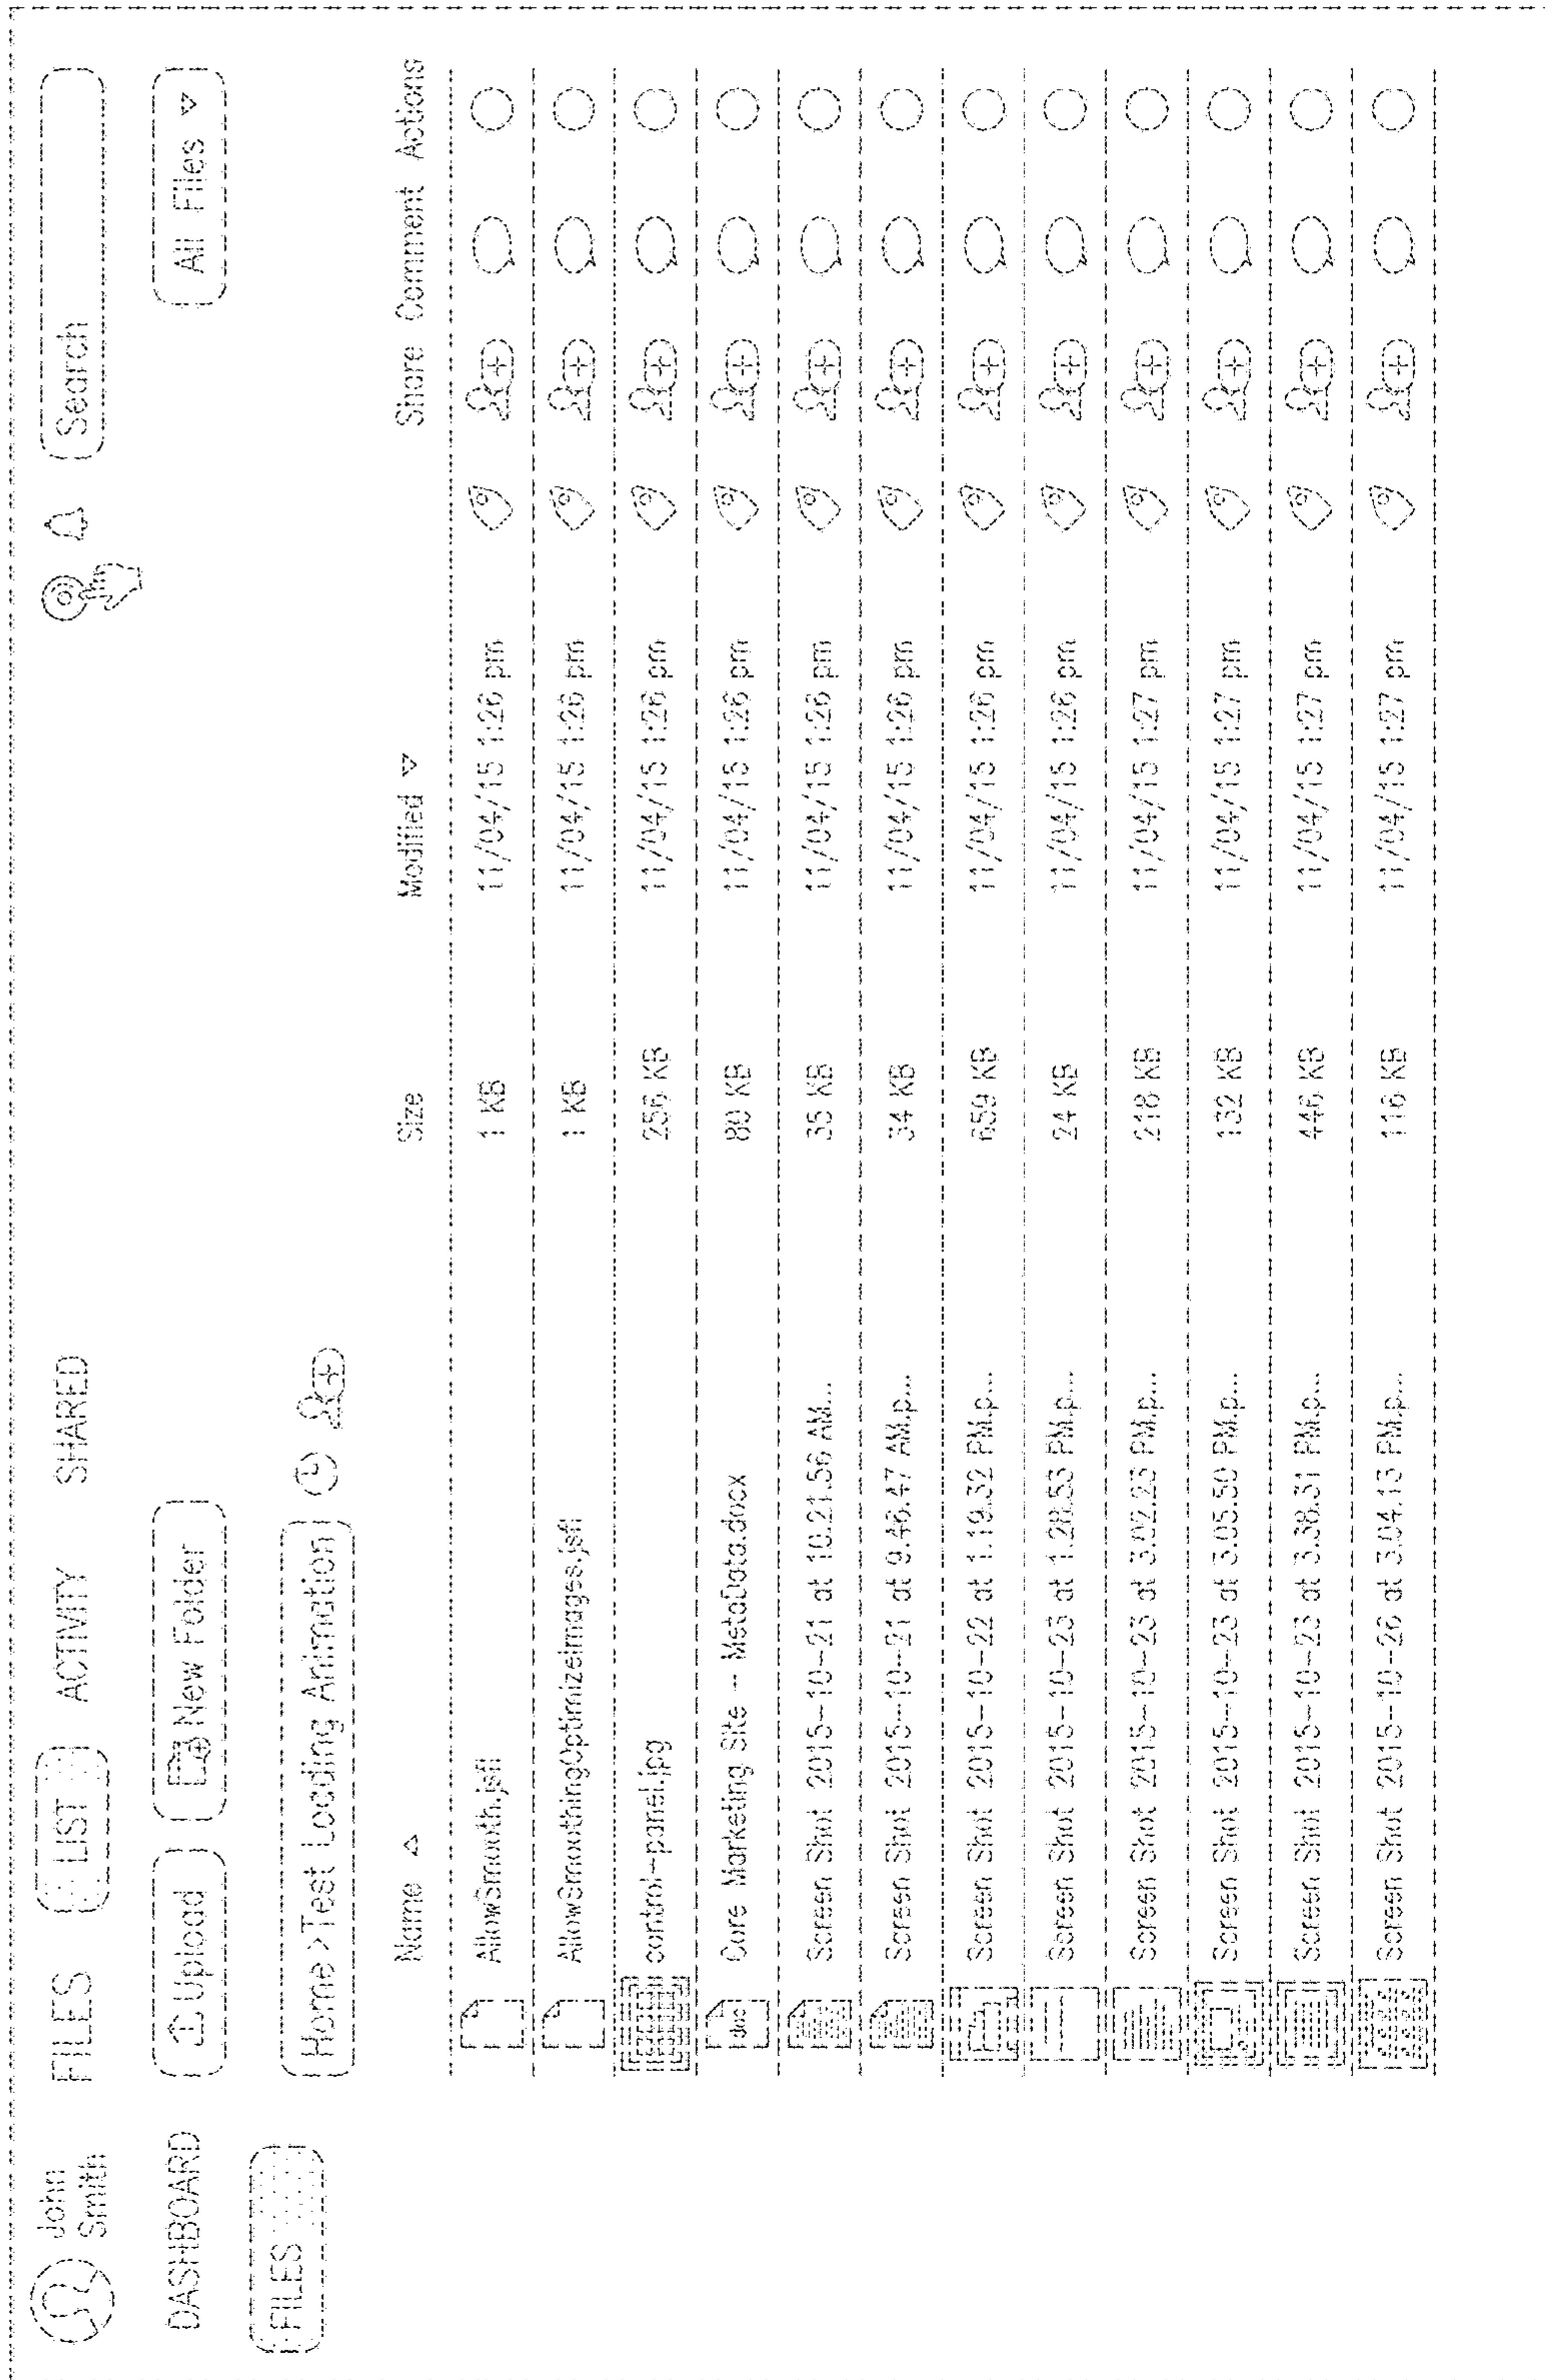 John
Smith
FILES LIST ACTIVITY SHARED
Search
DASHBOARD
Upload New Folder
All Files
FILES
Home >Test Loading Animation
Name Size Modified Share Comment Actions
AllowSmooth.jsfl 1 KB 11/04/15 1:26 pm
AllowSmoothingOptimizeImages.jsfl 1 KB 11/04/15 1:26 pm
control-panel.jpg 256 KB 11/04/15 1:26 pm
doc Core Marketing Site - MetaData.docx 80 KB 11/04/15 1:26 pm
Screen Shot 2015-10-21 at 10.21.56 AM... 35 KB 11/04/15 1:26 pm
Screen Shot 2015-10-21 at 9.46.47 AM.p... 34 KB 11/04/15 1:26 pm
Screen Shot 2015-10-22 at 1.19.32 PM.p... 659 KB 11/04/15 1:26 pm
Screen Shot 2015-10-23 at 1.28.53 PM.p... 24 KB 11/04/15 1:26 pm
Screen Shot 2015-10-23 at 3.02.23 PM.p... 218 KB 11/04/15 1:27 pm
Screen Shot 2015-10-23 at 3.05.50 PM.p... 132 KB 11/04/15 1:27 pm
Screen Shot 2015-10-23 at 3.38.31 PM.p... 446 KB 11/04/15 1:27 pm
Screen Shot 2015-10-26 at 3.04.13 PM.p... 116 KB 11/04/15 1:27 pm